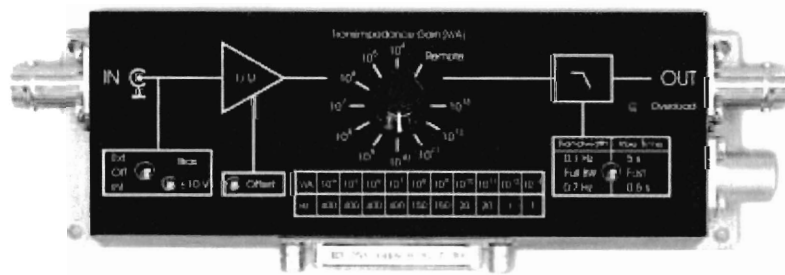 Transimpedance Gain (V/A)
10⁵ 10⁴ Remote
10⁶
10⁷ 10¹³
10⁸ 10¹²
10⁹ 10¹⁰ 10¹¹
IN
I/U
OUT
Overload
Ext Bias
Off
Int ±10 V
Offset
V/A 10⁴ 10⁵ 10⁶ 10⁷ 10⁸ 10⁹ 10¹⁰ 10¹¹ 10¹²
Hz 400 400 400 400 150 150 20 20 1 1
Bandwidth Rise Time
0.1 Hz 5 s
Full BW Fast
0.7 Hz 0.5 s